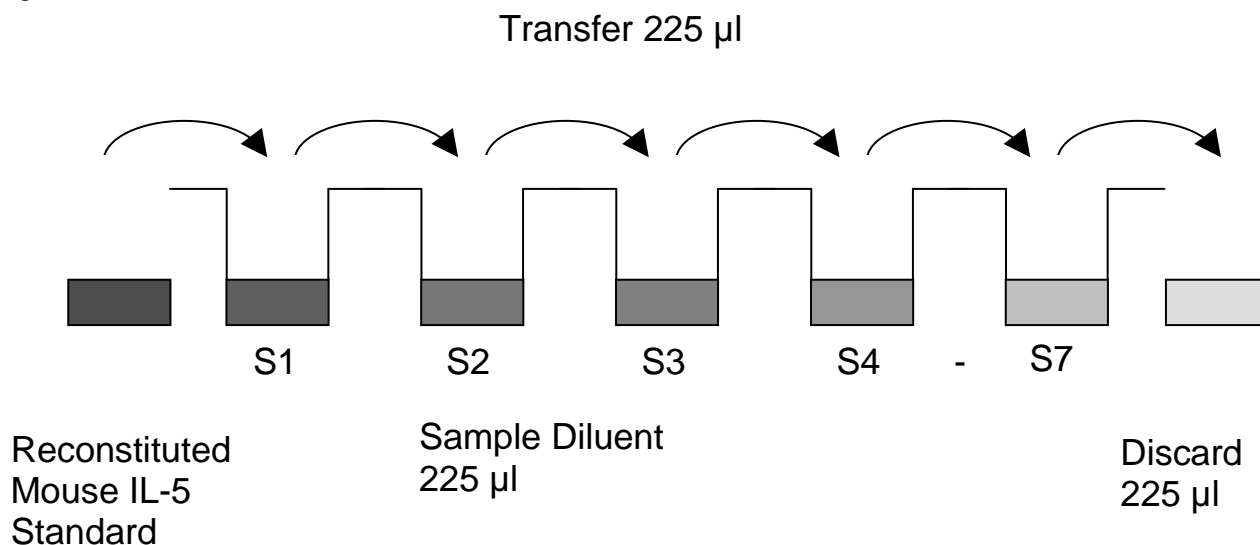 Transfer 225 µl
S1 S2 S3 S4 - S7
Reconstituted
Mouse IL-5
Standard
Sample Diluent
225 µl
Discard
225 µl